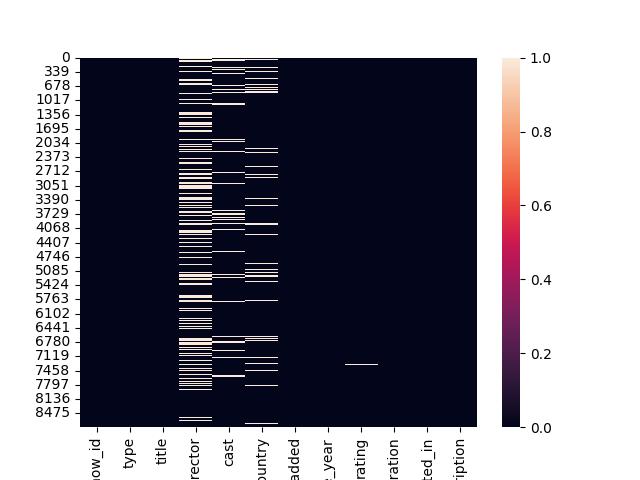 0
339
678
1017
1356
1695
2034
2373
2712
3051
3390
3729
4068
4407
4746
5085
5424
5763
6102
6441
6780
7119
7458
7797
8136
8475
ow_id
type
title
rector
cast
ountry
added
_year
rating
ration
ted_in
ription
1.0
0.8
0.6
0.4
0.2
0.0